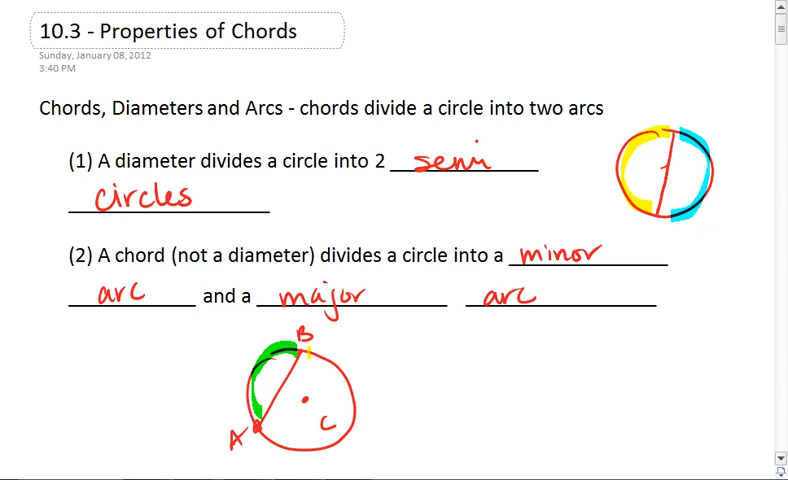 10.3 - Properties of Chords
Sunday, January 08, 2012
3:40 PM
Chords, Diameters and Arcs - chords divide a circle into two arcs
(1) A diameter divides a circle into 2 semi
circles
(2) A chord (not a diameter) divides a circle into a minor
arc and a major arc
B
A
C